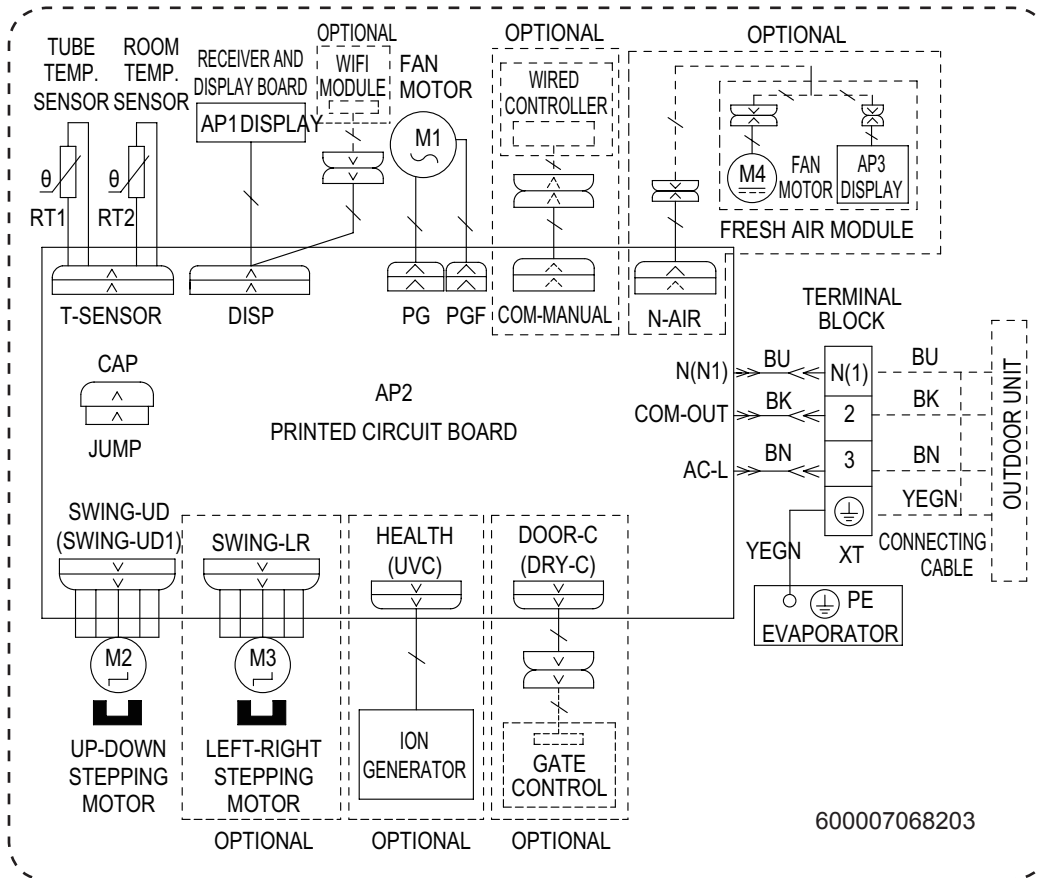 TUBE
TEMP.
SENSOR
ROOM
TEMP.
SENSOR
RECEIVER AND
DISPLAY BOARD
AP1 DISPLAY
OPTIONAL
WIFI
MODULE
FAN
MOTOR
M1
OPTIONAL
WIRED
CONTROLLER
OPTIONAL
M4
FAN
MOTOR
AP3
DISPLAY
FRESH AIR MODULE
θ
RT1
θ
RT2
T-SENSOR
DISP
PG
PGF
COM-MANUAL
N-AIR
TERMINAL
BLOCK
CAP
JUMP
AP2
PRINTED CIRCUIT BOARD
N(N1)
BU
N(1)
BU
COM-OUT
BK
2
BK
AC-L
BN
3
BN
YEGN
YEGN
XT
CONNECTING
CABLE
OUTDOOR UNIT
PE
EVAPORATOR
SWING-UD
(SWING-UD1)
SWING-LR
HEALTH
(UVC)
DOOR-C
(DRY-C)
M2
M3
UP-DOWN
STEPPING
MOTOR
LEFT-RIGHT
STEPPING
MOTOR
ION
GENERATOR
GATE
CONTROL
OPTIONAL
OPTIONAL
OPTIONAL
600007068203